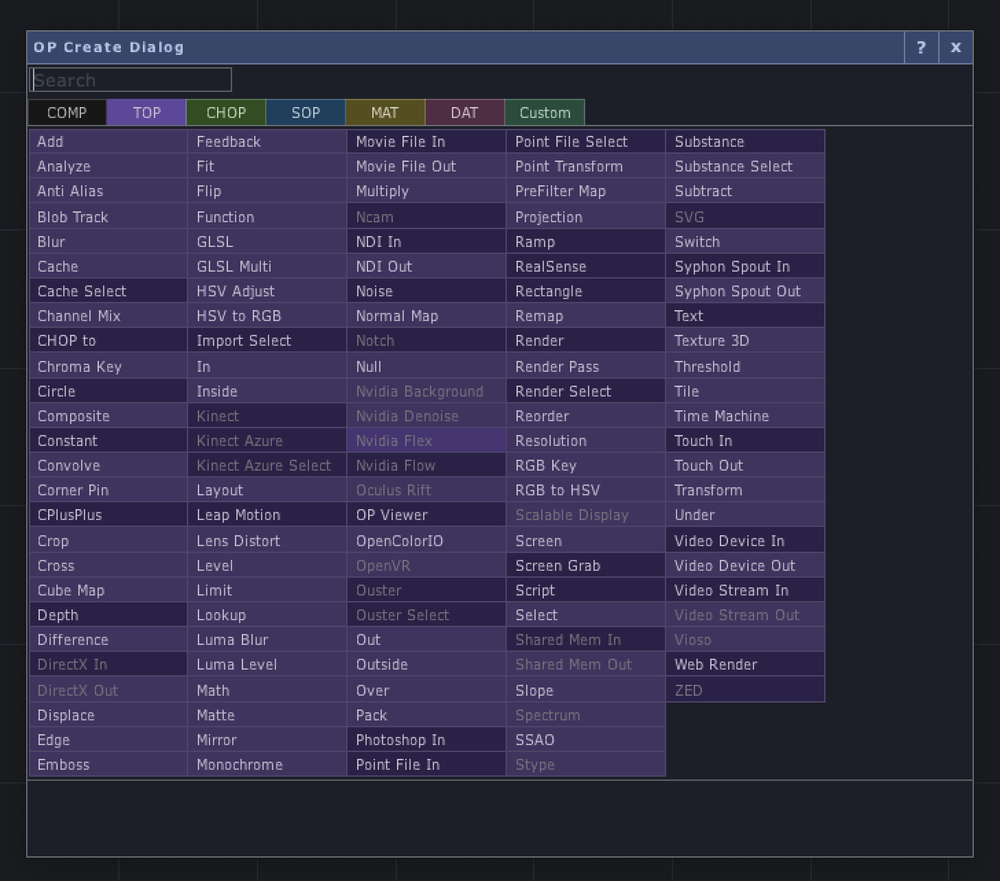 OP Create Dialog
? x
Search
COMP TOP CHOP SOP MAT DAT Custom
Add Feedback Movie File In Point File Select Substance
Analyze Fit Movie File Out Point Transform Substance Select
Anti Alias Flip Multiply PreFilter Map Subtract
Blob Track Function Ncam Projection SVG
Blur GLSL NDI In Ramp Switch
Cache GLSL Multi NDI Out RealSense Syphon Spout In
Cache Select HSV Adjust Noise Rectangle Syphon Spout Out
Channel Mix HSV to RGB Normal Map Remap Text
CHOP to Import Select Notch Render Texture 3D
Chroma Key In Null Render Pass Threshold
Circle Inside Nvidia Background Render Select Tile
Composite Kinect Nvidia Denoise Reorder Time Machine
Constant Kinect Azure Nvidia Flex Resolution Touch In
Convolve Kinect Azure Select Nvidia Flow RGB Key Touch Out
Corner Pin Layout Oculus Rift RGB to HSV Transform
CPlusPlus Leap Motion OP Viewer Scalable Display Under
Crop Lens Distort OpenColorIO Screen Video Device In
Cross Level OpenVR Screen Grab Video Device Out
Cube Map Limit Ouster Script Video Stream In
Depth Lookup Ouster Select Select Video Stream Out
Difference Luma Blur Out Shared Mem In Vioso
DirectX In Luma Level Outside Shared Mem Out Web Render
DirectX Out Math Over Slope ZED
Displace Matte Pack Spectrum
Edge Mirror Photoshop In SSAO
Emboss Monochrome Point File In Stype